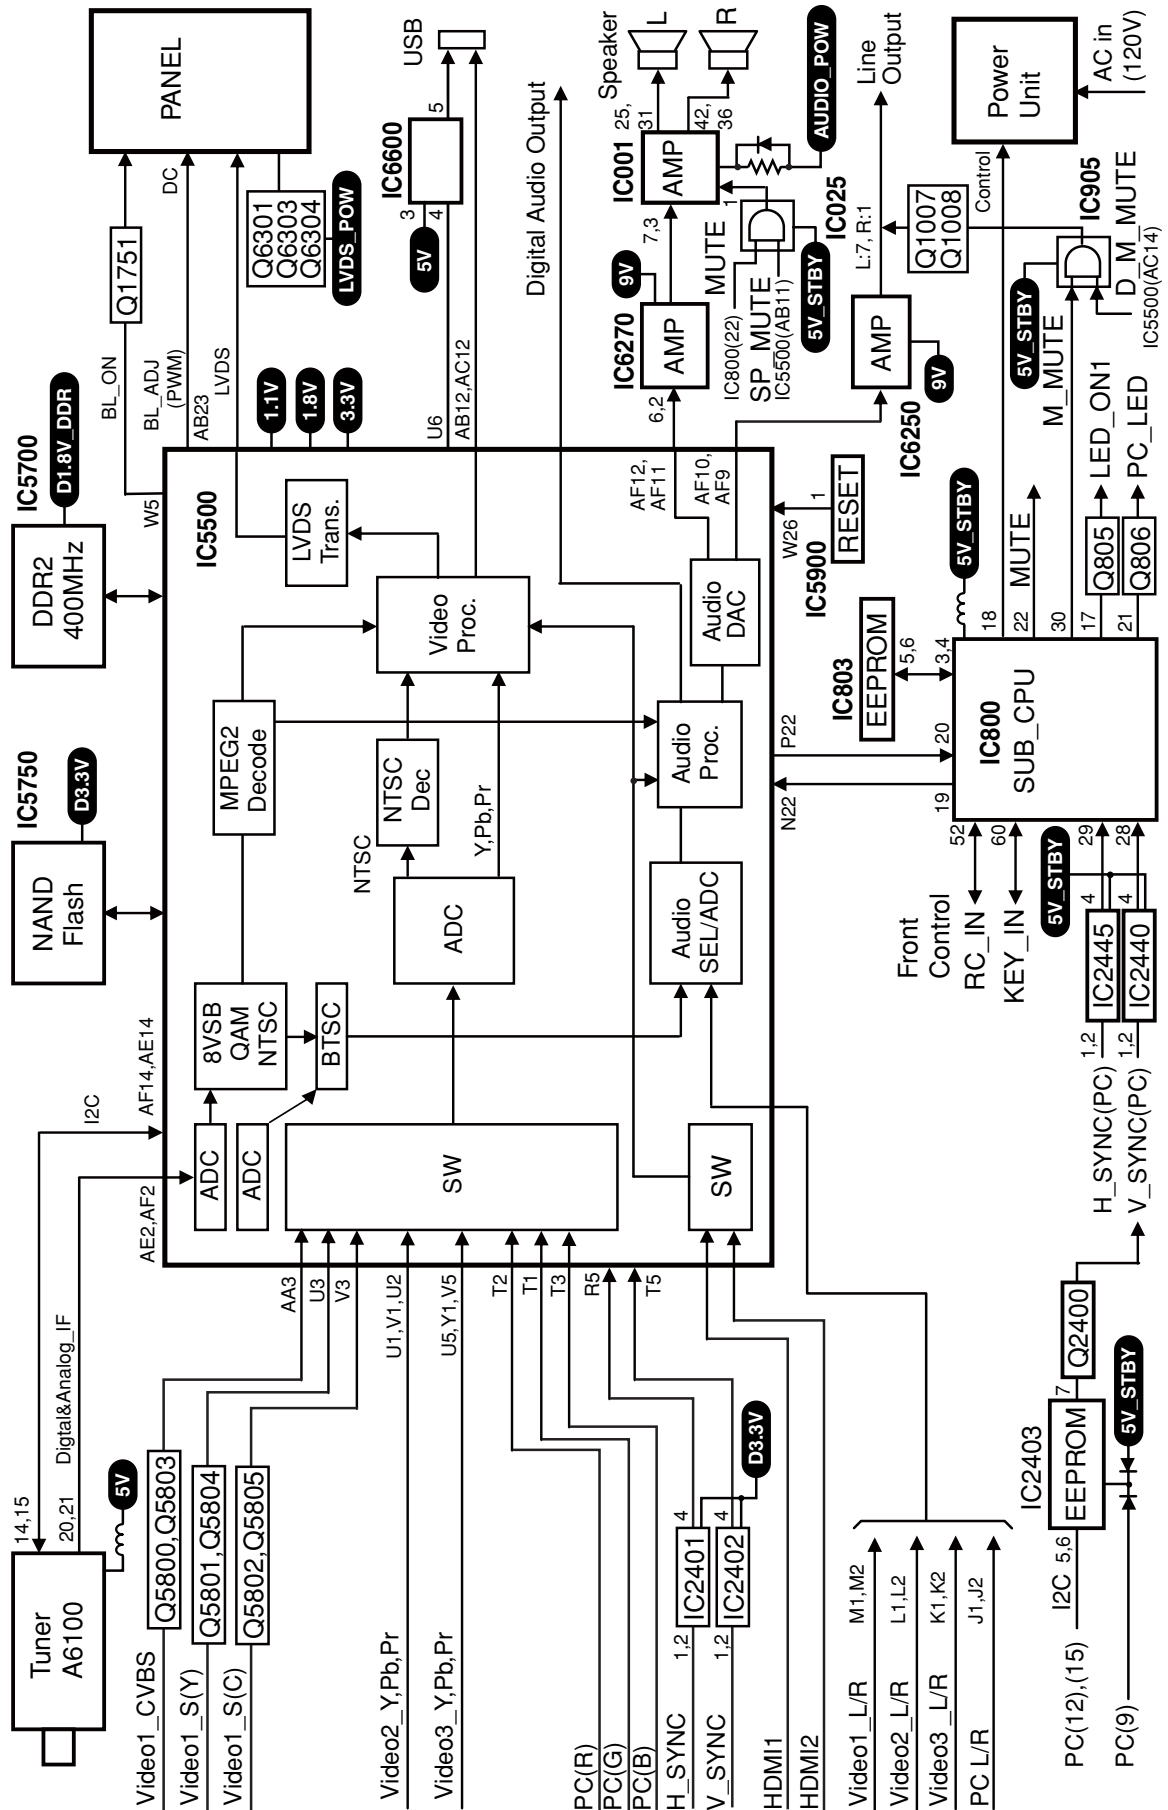 Tuner
A6100
14,15
20,21
I2C
Digtal&Analog_IF
5V
AE2,AF2
AF14,AE14
NAND
Flash
IC5750
D3.3V
DDR2
400MHz
IC5700
D1.8V_DDR
W5
BL_ON
Q1751
PANEL
BL_ADJ
(PWM)
AB23
DC
LVDS
Q6301
Q6303
Q6304
LVDS_POW
1.1V
1.8V
3.3V
U6
AB12,AC12
IC6600
3
4
5
5V
USB
Digital Audio Output
Video1_CVBS
Video1_S(Y)
Video1_S(C)
Q5800,Q5803
Q5801,Q5804
Q5802,Q5805
AA3
U3
V3
Video2_Y,Pb,Pr
Video3_Y,Pb,Pr
U1,V1,U2
U5,Y1,V5
PC(R)
PC(G)
PC(B)
T2
T1
T3
R5
T5
H_SYNC
V_SYNC
1,2
1,2
IC2401
IC2402
4
4
D3.3V
HDMI1
HDMI2
Video1_L/R
Video2_L/R
Video3_L/R
PC L/R
M1,M2
L1,L2
K1,K2
J1,J2
IC5500
ADC
ADC
8VSB
QAM
NTSC
BTSC
MPEG2
Decode
LVDS
Trans.
SW
ADC
NTSC
NTSC
Dec
Y,Pb,Pr
Video
Proc.
SW
Audio
SEL/ADC
Audio
Proc.
Audio
DAC
AF12,
AF11
AF10,
AF9
6,2
IC6270
AMP
9V
7,3
IC001
AMP
25,
31
42,
36
1
Speaker
L
R
AUDIO_POW
MUTE
IC800(22)
SP_MUTE
IC5500(AB11)
5V_STBY
IC025
IC6250
AMP
9V
L:7, R:1
Line
Output
Q1007
Q1008
W26
1
IC5900
RESET
N22
P22
IC803
EEPROM
5,6
3,4
19
20
IC800
SUB_CPU
5V_STBY
18
22
30
17
21
Control
Power
Unit
AC in
(120V)
MUTE
M_MUTE
5V_STBY
IC905
D_M_MUTE
IC5500(AC14)
Q805
Q806
LED_ON1
PC_LED
Front
Control
RC_IN
KEY_IN
52
60
29
28
5V_STBY
H_SYNC(PC)
V_SYNC(PC)
1,2
1,2
IC2445
IC2440
4
4
PC(12),(15)
PC(9)
I2C
5,6
IC2403
EEPROM
7
Q2400
5V_STBY